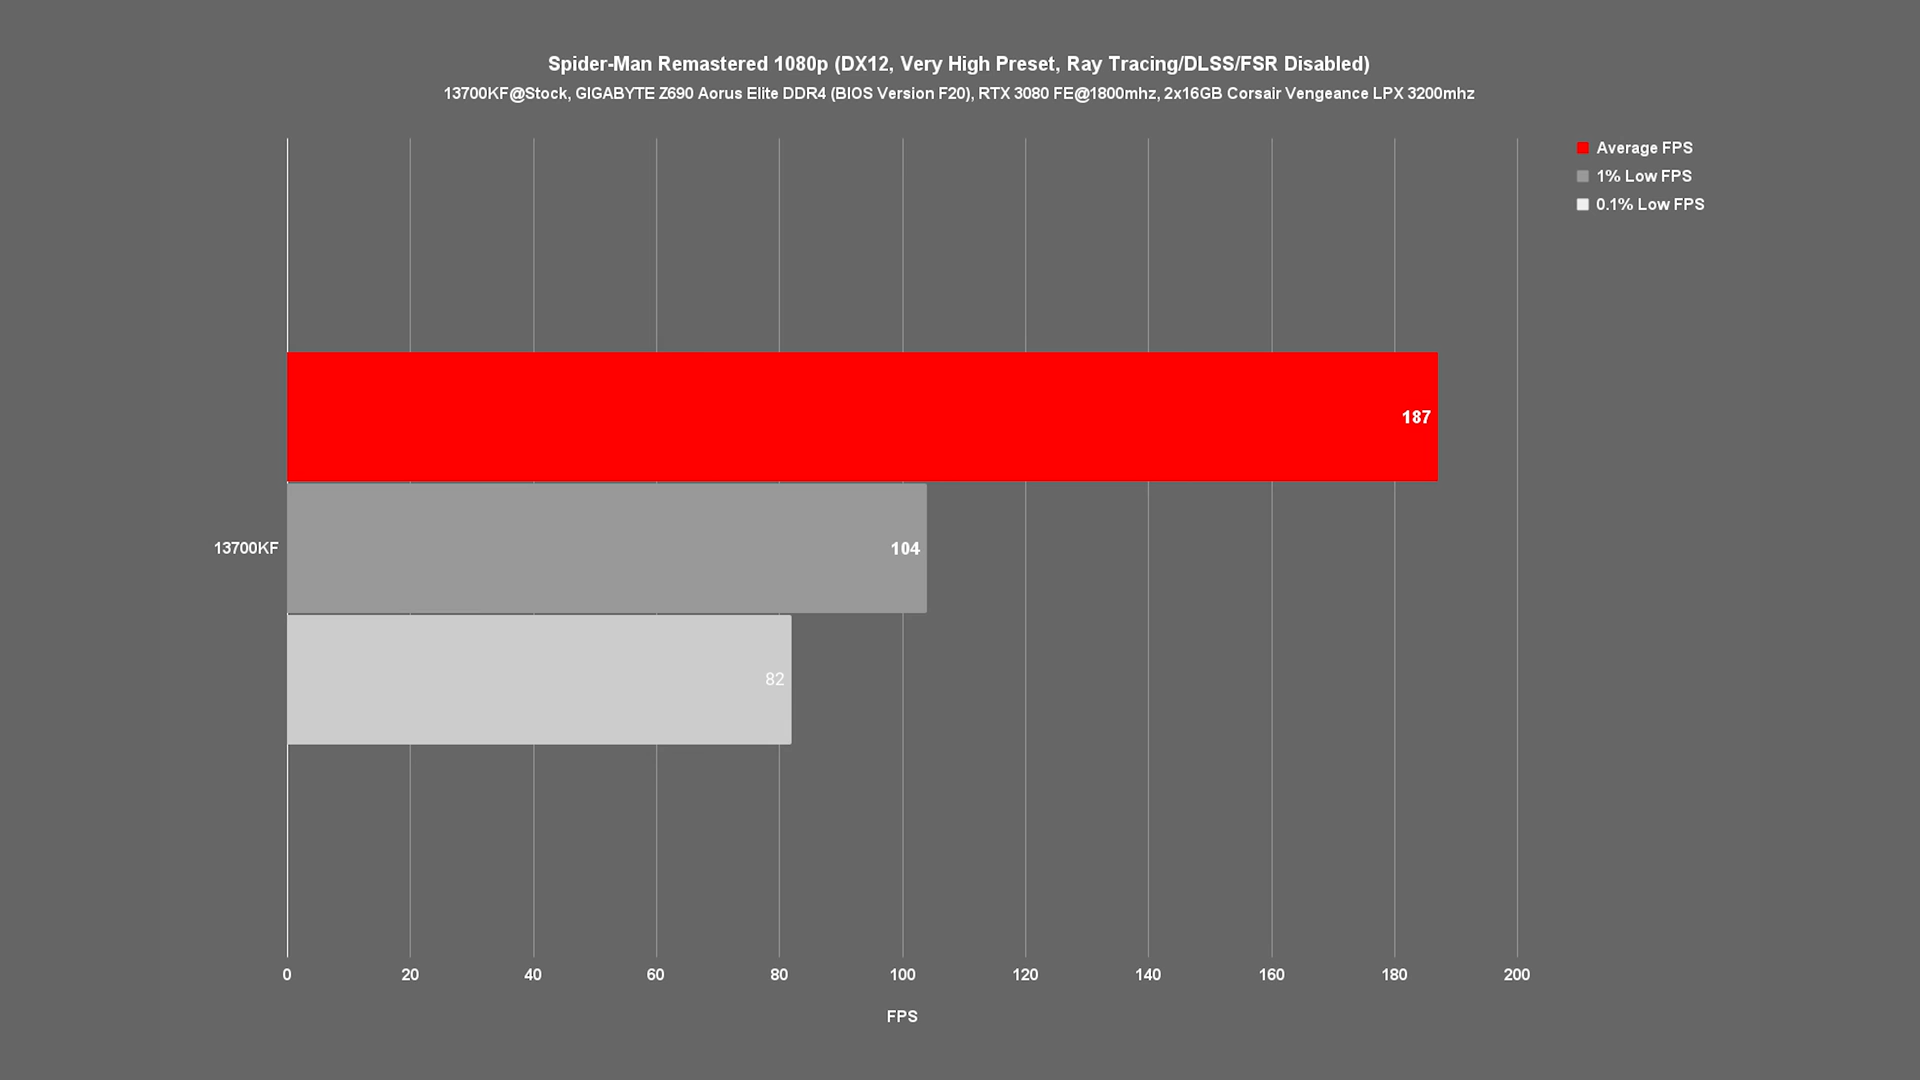 Spider-Man Remastered 1080p (DX12, Very High Preset, Ray Tracing/DLSS/FSR Disabled)
13700KF@Stock, GIGABYTE Z690 Aorus Elite DDR4 (BIOS Version F20), RTX 3080 FE@1800mhz, 2x16GB Corsair Vengeance LPX 3200mhz
Average FPS
1% Low FPS
0.1% Low FPS
187
13700KF
104
82
0 20 40 60 80 100 120 140 160 180 200
FPS